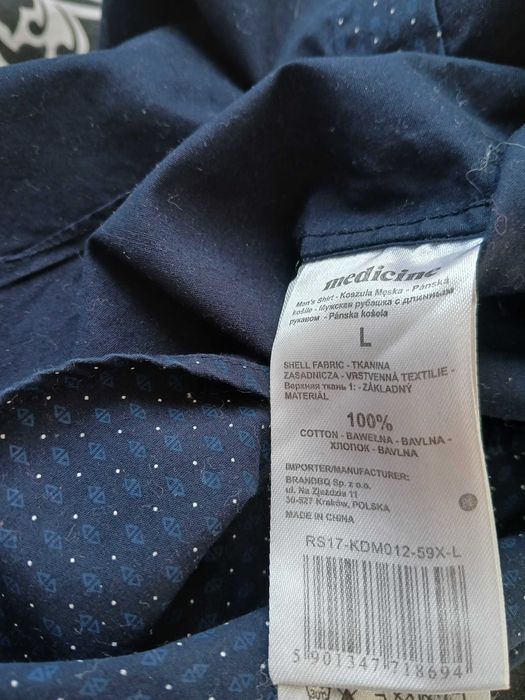 medicine
Men's Shirt - Koszula Męska - Pánská
košile - Мужская рубашка с длинным
рукавом - Pánska košeľa
L
SHELL FABRIC - TKANINA
ZASADNICZA - VRSTVENNÁ TEXTILIE -
Верхняя ткань 1: - ZÁKLADNÝ
MATERIÁL
100%
COTTON - BAWEŁNA - BAVLNA -
ХЛОПОК - BAVLNA
IMPORTER/MANUFACTURER:
BRANDBQ Sp. z o.o.
ul. Na Zjeździe 11
30-527 Kraków, POLSKA
MADE IN CHINA
RS17-KDM012-59X-L
5 901347 718694